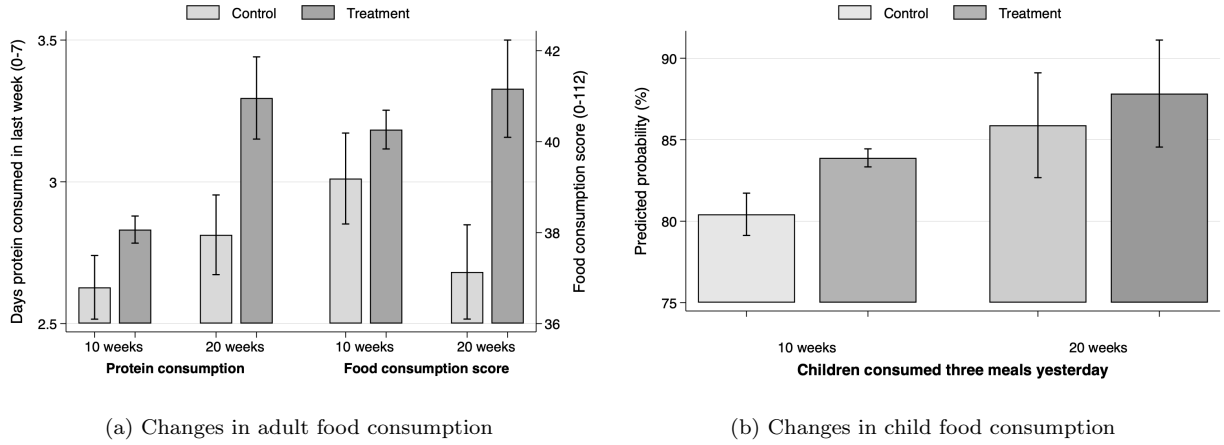 Control Treatment
Days protein consumed in last week (0-7)
3.5
3
2.5
42
40
38
36
Food consumption score (0-112)
10 weeks 20 weeks 10 weeks 20 weeks
Protein consumption Food consumption score
(a) Changes in adult food consumption
Control Treatment
Predicted probability (%)
90
85
80
75
10 weeks 20 weeks
Children consumed three meals yesterday
(b) Changes in child food consumption